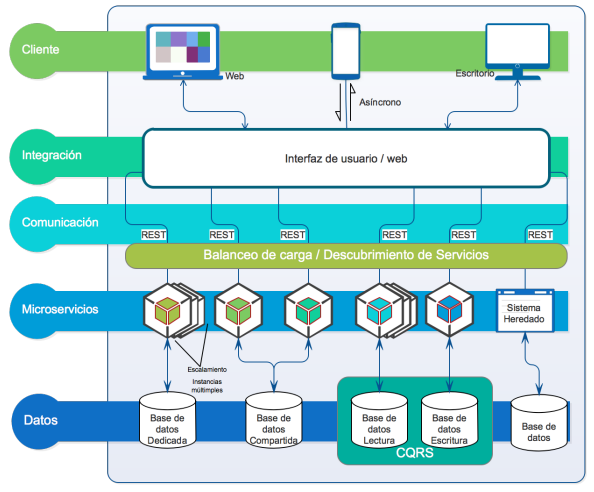 Cliente
Web
Escritorio
Asíncrono
Integración
Interfaz de usuario / web
Comunicación
REST
REST
REST
REST
REST
REST
Balanceo de carga / Descubrimiento de Servicios
Microservicios
Sistema
Heredado
Escalamiento
Instancias
múltimples
Datos
Base de
datos
Dedicada
Base de
datos
Compartida
Base de
datos
Lectura
Base de
datos
Escritura
Base de
datos
CQRS